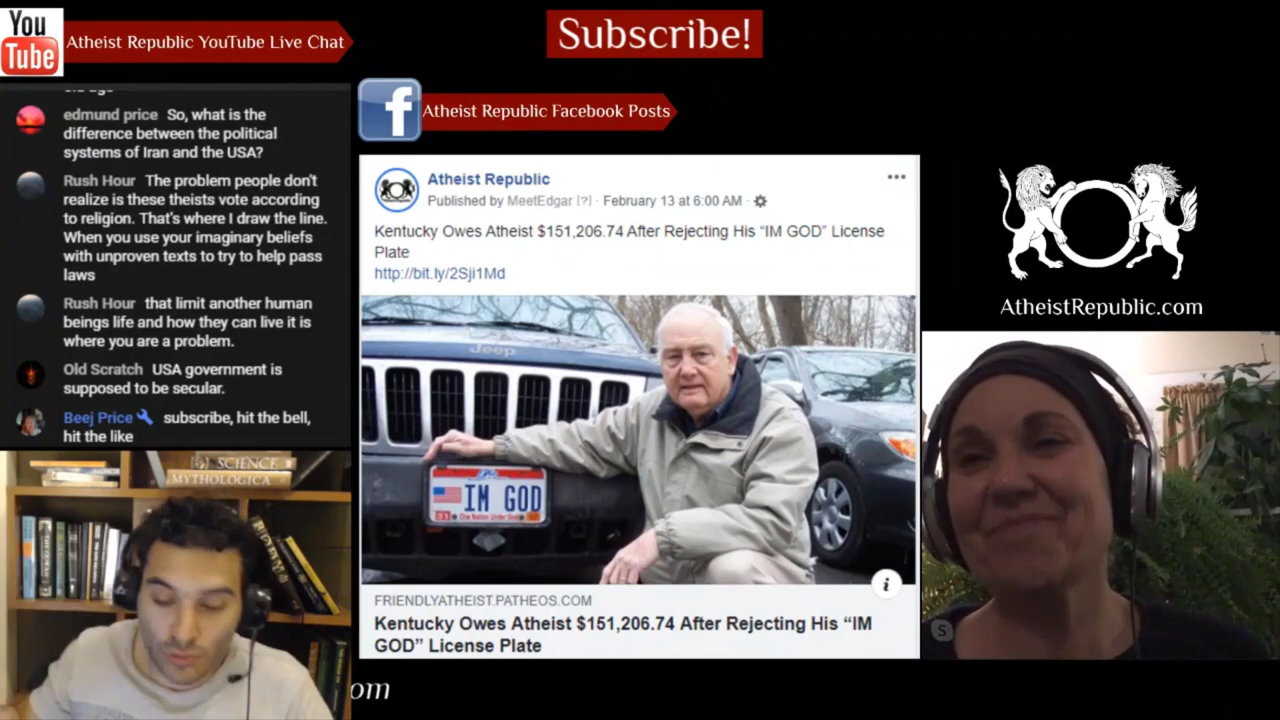 You
Tube
Atheist Republic YouTube Live Chat
Subscribe!
edmund price So, what is the
difference between the political
systems of Iran and the USA?
Rush Hour The problem people don't
realize is these theists vote according
to religion. That's where I draw the line.
When you use your imaginary beliefs
with unproven texts to try to help pass
laws
Rush Hour that limit another human
beings life and how they can live it is
where you are a problem.
Old Scratch USA government is
supposed to be secular.
Beej Price subscribe, hit the bell,
hit the like
SCIENCE
MYTHOLOGICA
f
Atheist Republic Facebook Posts
Atheist Republic
Published by MeetEdgar [?] · February 13 at 6:00 AM ·
Kentucky Owes Atheist $151,206.74 After Rejecting His “IM GOD” License
Plate
http://bit.ly/2Sji1Md
Jeep
IM GOD
One Nation Under God
i
FRIENDLYATHEIST.PATHEOS.COM
Kentucky Owes Atheist $151,206.74 After Rejecting His “IM
GOD” License Plate
AtheistRepublic.com
S
om